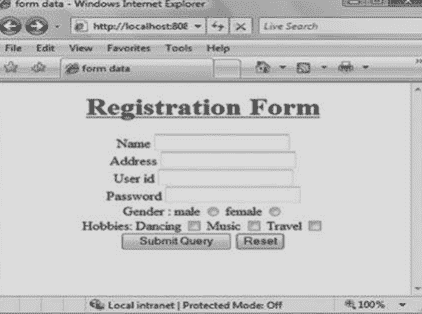 form data - Windows Internet Explorer
http://localhost:808
Live Search
File Edit View Favorites Tools Help
form data
Registration Form
Name
Address
User id
Password
Gender : male female
Hobbies: Dancing Music Travel
Submit Query Reset
Local intranet | Protected Mode: Off
100%